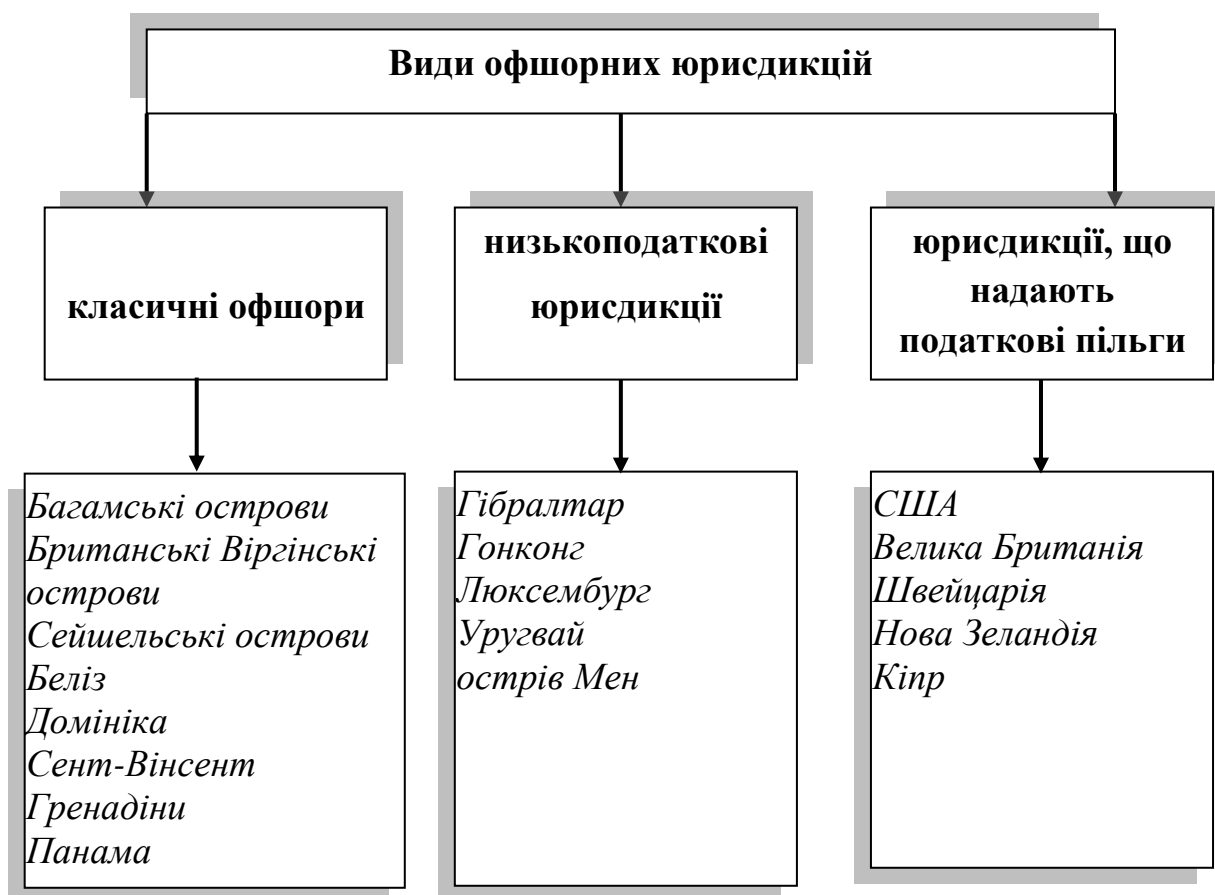 Види офшорних юрисдикцій
класичні офшори
низькоподаткові
юрисдикції
юрисдикції, що
надають
податкові пільги
Багамські острови
Британські Віргінські
острови
Сейшельські острови
Беліз
Домініка
Сент-Вінсент
Гренадіни
Панама
Гібралтар
Гонконг
Люксембург
Уругвай
острів Мен
США
Велика Британія
Швейцарія
Нова Зеландія
Кіпр